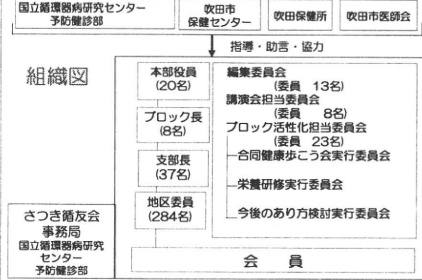 国立循環器病研究センター
予防健診部
吹田市
保健センター
吹田保健所
吹田市医師会
指導・助言・協力
組織図
本部役員
(20名)
ブロック長
(8名)
支部長
(37名)
地区委員
(284名)
編集委員会
(委員 13名)
講演会担当委員会
(委員 8名)
ブロック活性化担当委員会
(委員 23名)
合同健康歩こう会実行委員会
栄養研修実行委員会
今後のあり方検討実行委員会
さつき循友会
事務局
国立循環器病研究
センター
予防健診部
会員